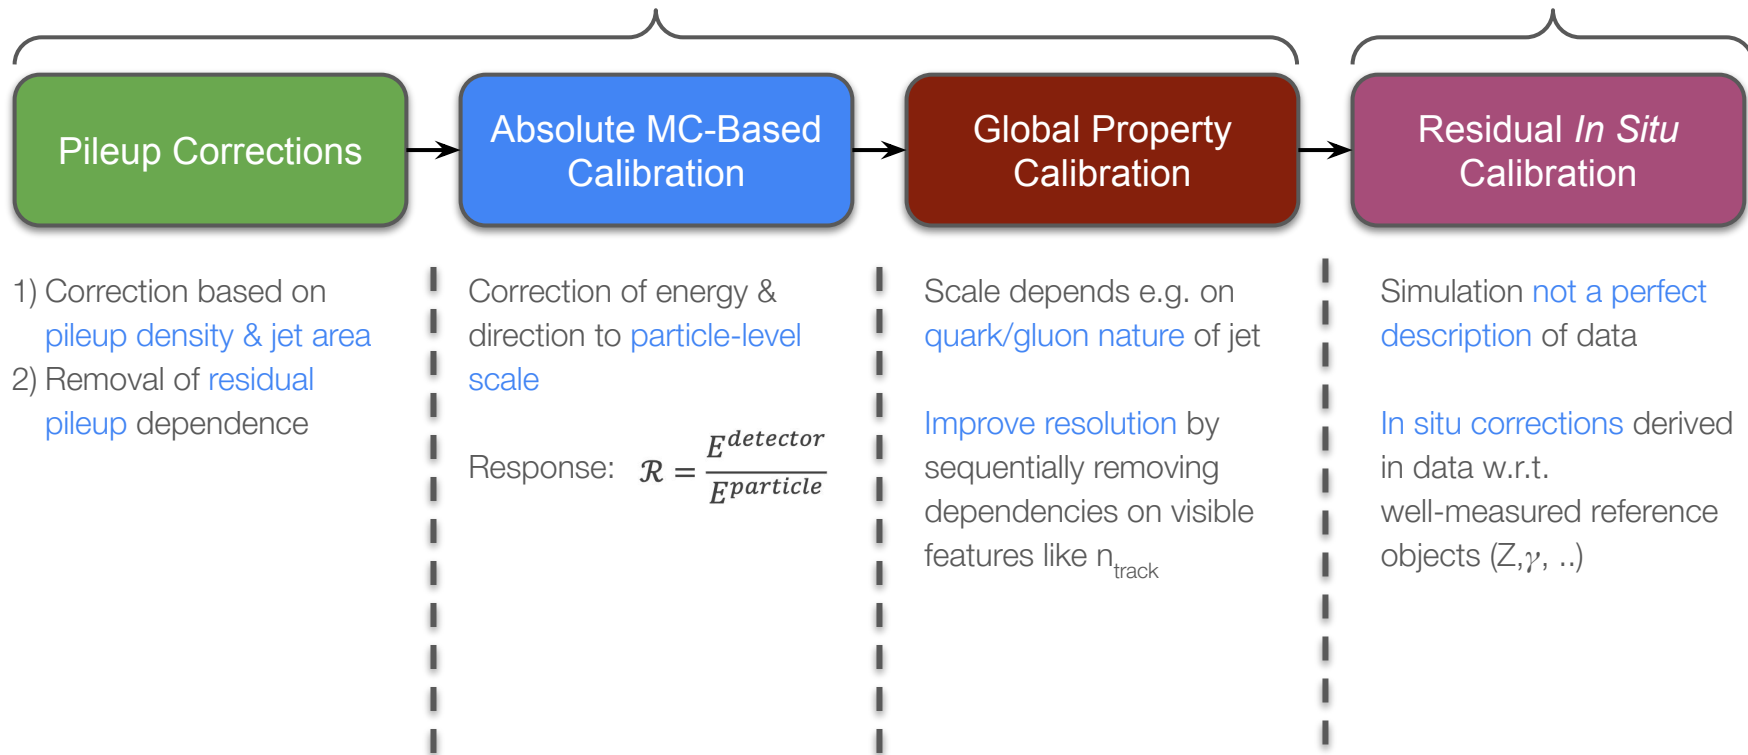 Pileup Corrections
Absolute MC-Based
Calibration
Global Property
Calibration
Residual In Situ
Calibration
1) Correction based on
pileup density & jet area
2) Removal of residual
pileup dependence
Correction of energy &
direction to particle-level
scale
Response: ℛ = E^detector / E^particle
Scale depends e.g. on
quark/gluon nature of jet
Improve resolution by
sequentially removing
dependencies on visible
features like n_track
Simulation not a perfect
description of data
In situ corrections derived
in data w.r.t.
well-measured reference
objects (Z,γ, ..)